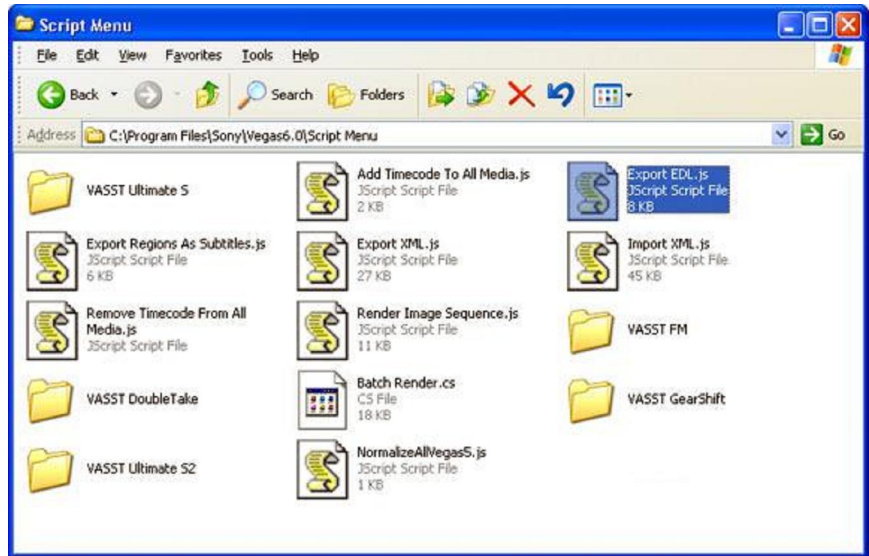 Script Menu
File Edit View Favorites Tools Help
Back Search Folders
Address C:\Program Files\Sony\Vegas6.0\Script Menu Go
VASST Ultimate S
Add Timecode To All Media.js
JScript Script File
2 KB
Export EDL.js
JScript Script File
8 KB
Export Regions As Subtitles.js
JScript Script File
6 KB
Export XML.js
JScript Script File
27 KB
Import XML.js
JScript Script File
45 KB
Remove Timecode From All
Media.js
JScript Script File
Render Image Sequence.js
JScript Script File
11 KB
VASST FM
VASST DoubleTake
Batch Render.cs
CS File
18 KB
VASST GearShift
VASST Ultimate S2
NormalizeAllVegas5.js
JScript Script File
1 KB